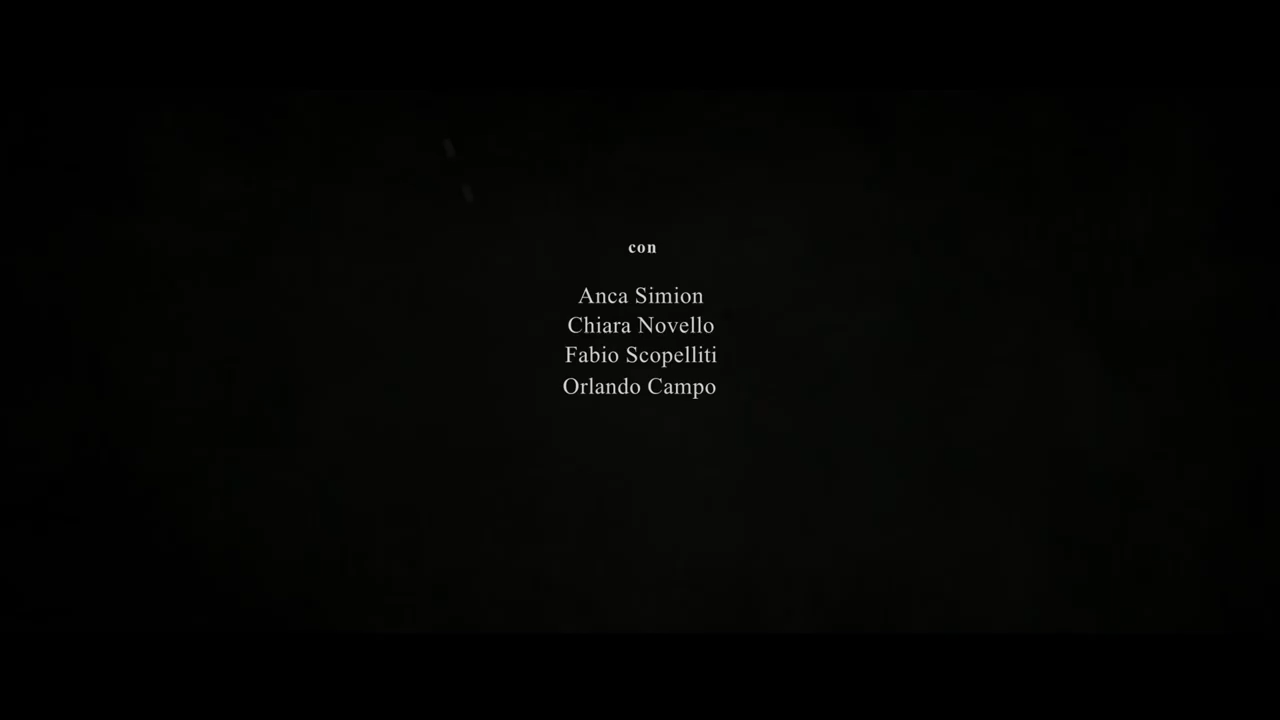 con
Anca Simion
Chiara Novello
Fabio Scopelliti
Orlando Campo